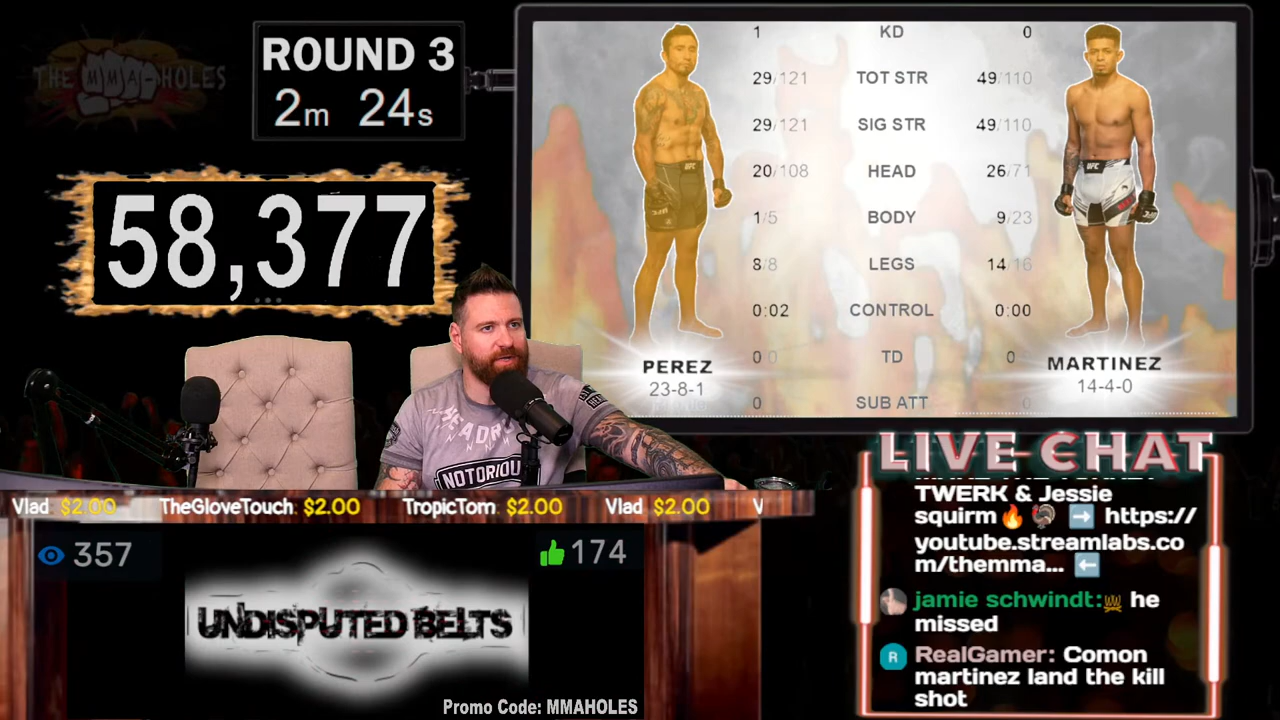 THE MMA-HOLES
ROUND 3
2m 24s
58,377
1 KD 0
29/121 TOT STR 49/110
29/121 SIG STR 49/110
20/108 HEAD 26/71
1/5 BODY 9/23
8/8 LEGS 14/16
0:02 CONTROL 0:00
0 0 TD 0
0 SUB ATT 0
UFC
UFC
PEREZ
23-8-1
MARTINEZ
14-4-0
NOTORIOU
Vlad $2.00 TheGloveTouch $2.00 TropicTom $2.00 Vlad $2.00 V
357
174
UNDISPUTED BELTS
Promo Code: MMAHOLES
LIVE CHAT
TWERK & Jessie
squirm🔥🦃 ➡️ https://
youtube.streamlabs.co
m/themma... ⬅️
jamie schwindt: he
missed
R RealGamer: Comon
martinez land the kill
shot